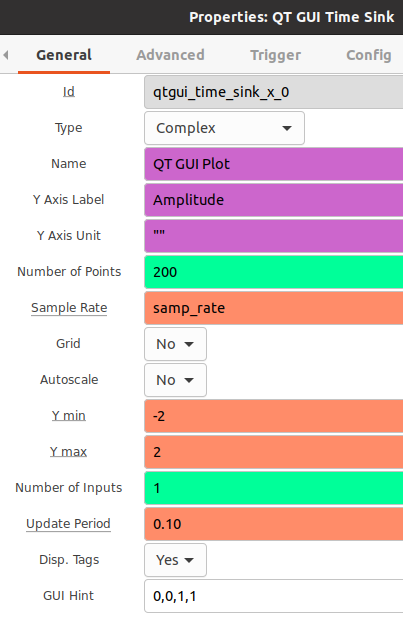 Properties: QT GUI Time Sink
General Advanced Trigger Config
Id qtgui_time_sink_x_0
Type Complex
Name QT GUI Plot
Y Axis Label Amplitude
Y Axis Unit ""
Number of Points 200
Sample Rate samp_rate
Grid No
Autoscale No
Y min -2
Y max 2
Number of Inputs 1
Update Period 0.10
Disp. Tags Yes
GUI Hint 0,0,1,1